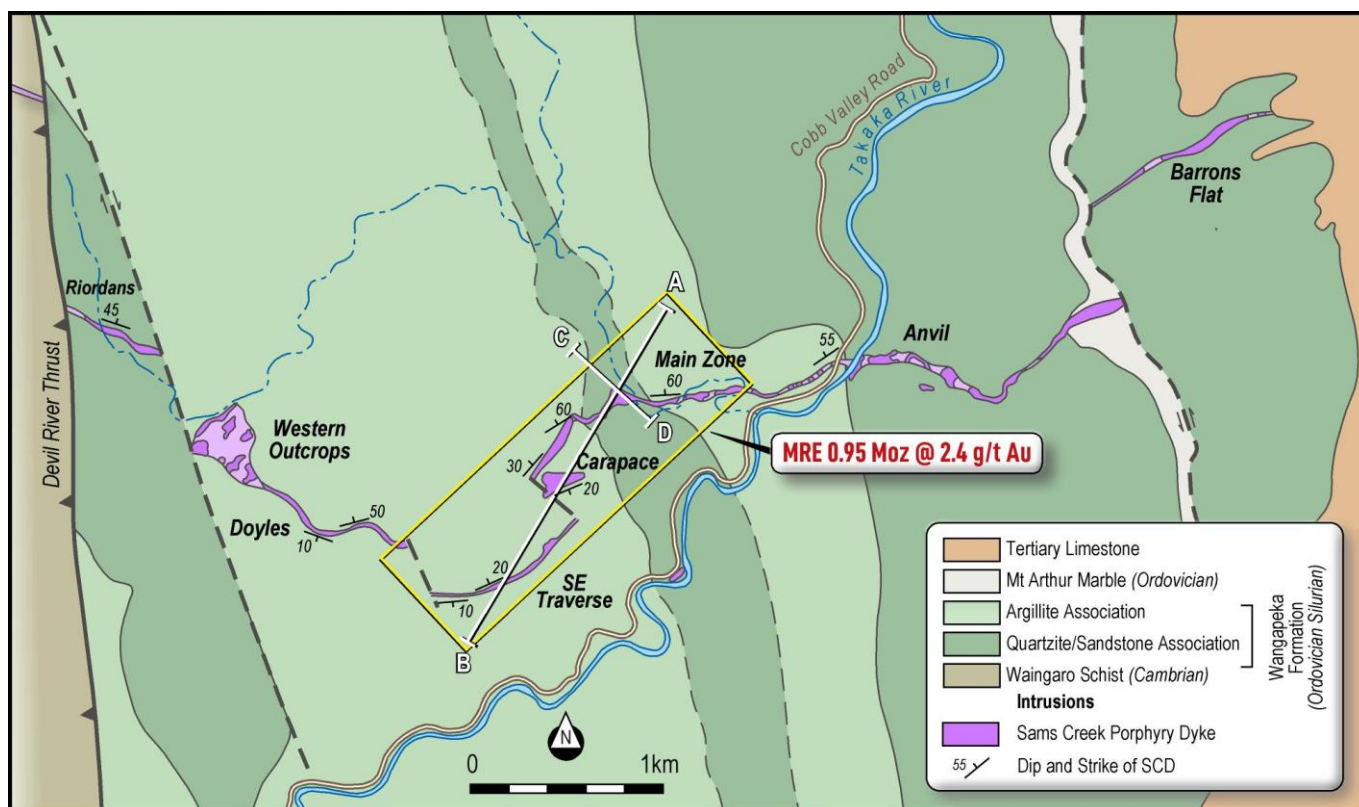 Cobb Valley Road
Takaka River
Barrons
Flat
Riordans
45
A
C
Main Zone
55
Anvil
60
Devil River Thrust
Western
Outcrops
60
D
MRE 0.95 Moz @ 2.4 g/t Au
30
Carapace
20
Doyles
50
10
20
SE
Traverse
10
B
N
0
1km
Tertiary Limestone
Mt Arthur Marble (Ordovician)
Argillite Association
Quartzite/Sandstone Association
Waingaro Schist (Cambrian)
Wangapeka
Formation
(Ordovician Silurian)
Intrusions
Sams Creek Porphyry Dyke
55
Dip and Strike of SCD